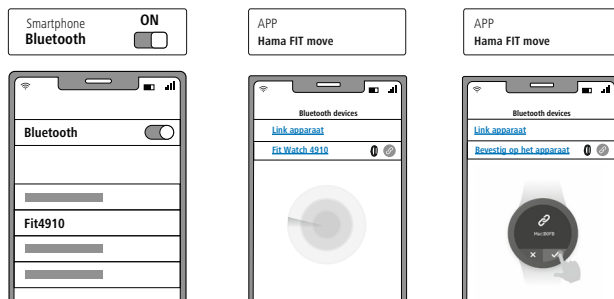 Smartphone
Bluetooth
ON
Bluetooth
Fit4910
APP
Hama FIT move
Bluetooth devices
Link apparaat
Fit Watch 4910
APP
Hama FIT move
Bluetooth devices
Link apparaat
Bevestig op het apparaat